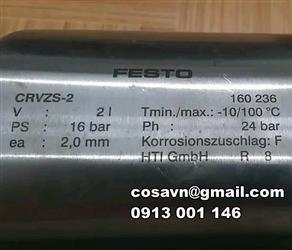 FESTO
CRVZS-2 160 236
V : 2 l Tmin./max.: -10/100 °C
PS : 16 bar Ph : 24 bar
ea : 2,0 mm Korrosionszuschlag: F
HTI GmbH R 8
cosavn@gmail.com
0913 001 146